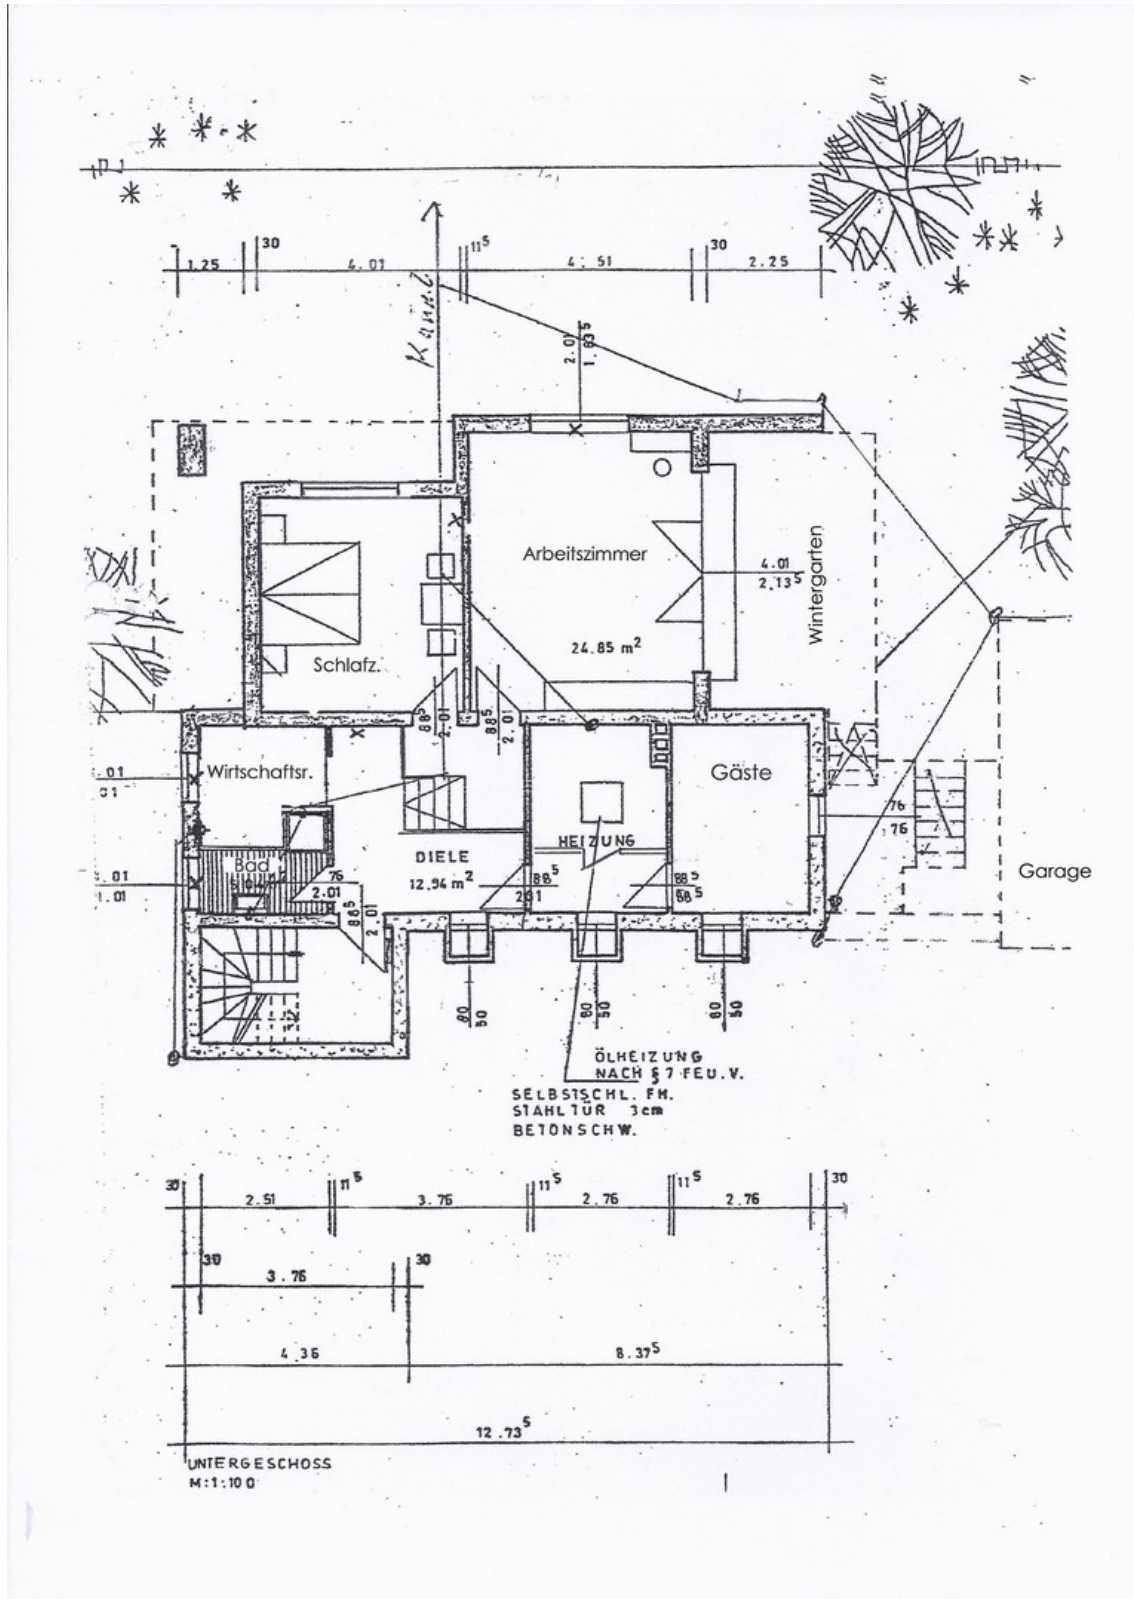 1.25
30
4.01
11⁵
4.51
30
2.25
Kanal
2.01
1.83⁵
Arbeitszimmer
4.01
2.13⁵
Wintergarten
24.85 m²
Schlafz.
88⁵
2.01
88⁵
2.01
Wirtschaftsr.
Gäste
.01
01
76
76
HEIZUNG
DIELE
12.94 m²
Bad
76
2.01
88⁵
2.01
88⁵
88⁵
Garage
.01
1.01
88⁵
2.01
80
50
80
50
80
50
ÖLHEIZUNG
NACH § 7 FEU.V.
SELBSTSCHL. FH.
STAHLTÜR 3cm
BETONSCHW.
30
2.51
11⁵
3.76
11⁵
2.76
11⁵
2.76
30
30
3.76
30
4.36
8.37⁵
12.73⁵
UNTERGESCHOSS
M:1:100